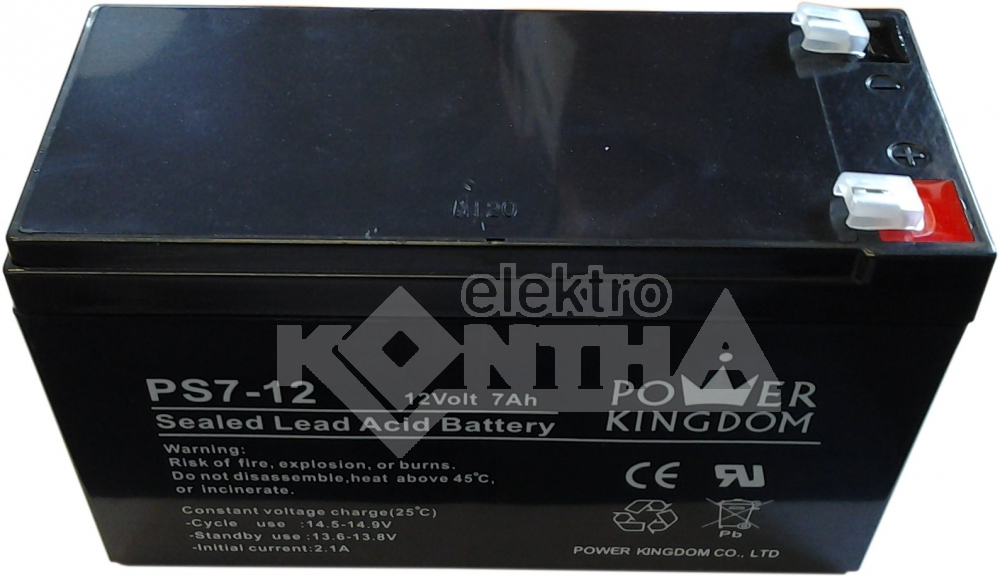 elektro
KONTHA
PS7-12 12Volt 7Ah
Sealed Lead Acid Battery
POWER
KINGDOM
Warning:
Risk of fire, explosion, or burns.
Do not disassemble,heat above 45°C,
or incinerate.
Constant voltage charge(25°C)
-Cycle use :14.5-14.9V
-Standby use :13.6-13.8V
-Initial current:2.1A
CE
Pb
POWER KINGDOM CO., LTD